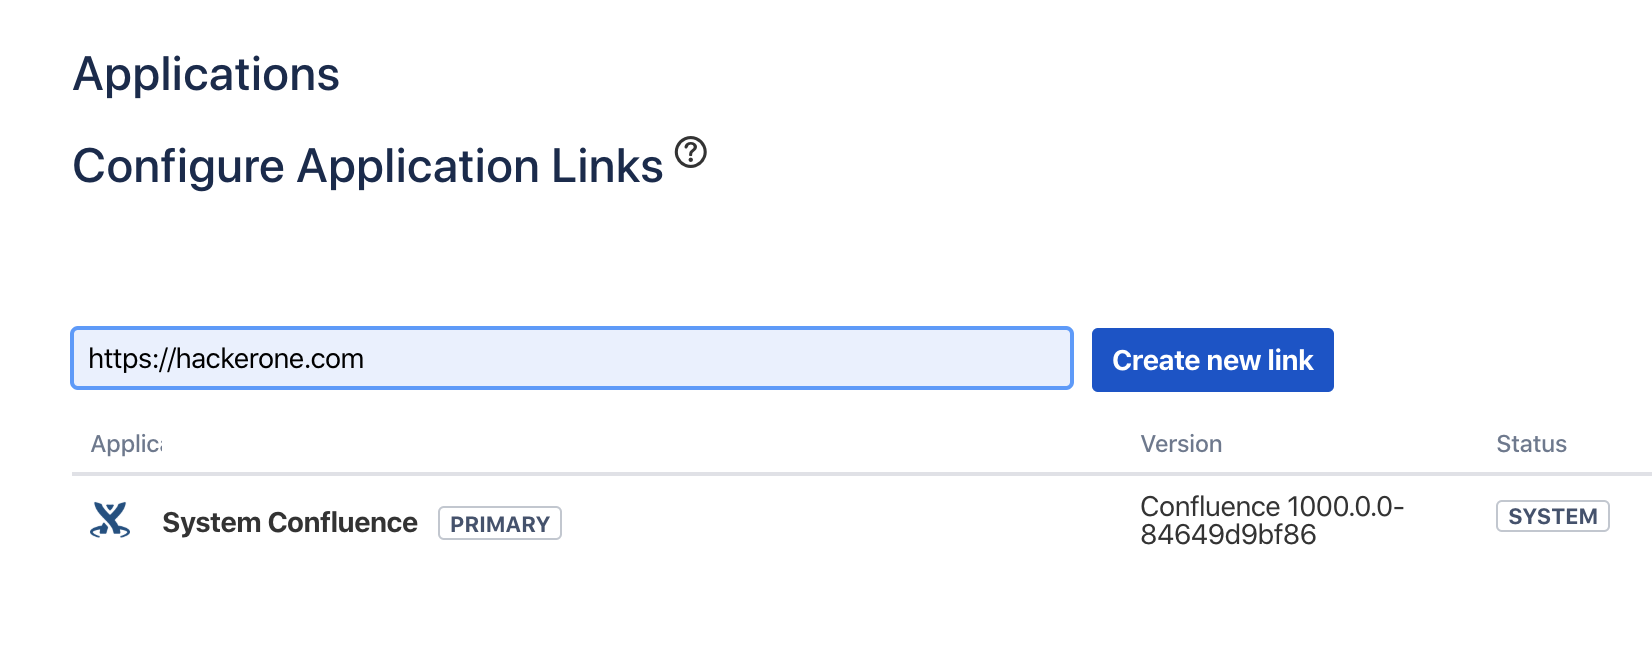 Applications
Configure Application Links ?
https://hackerone.com
Create new link
Applic Version Status
System Confluence PRIMARY Confluence 1000.0.0-
84649d9bf86 SYSTEM